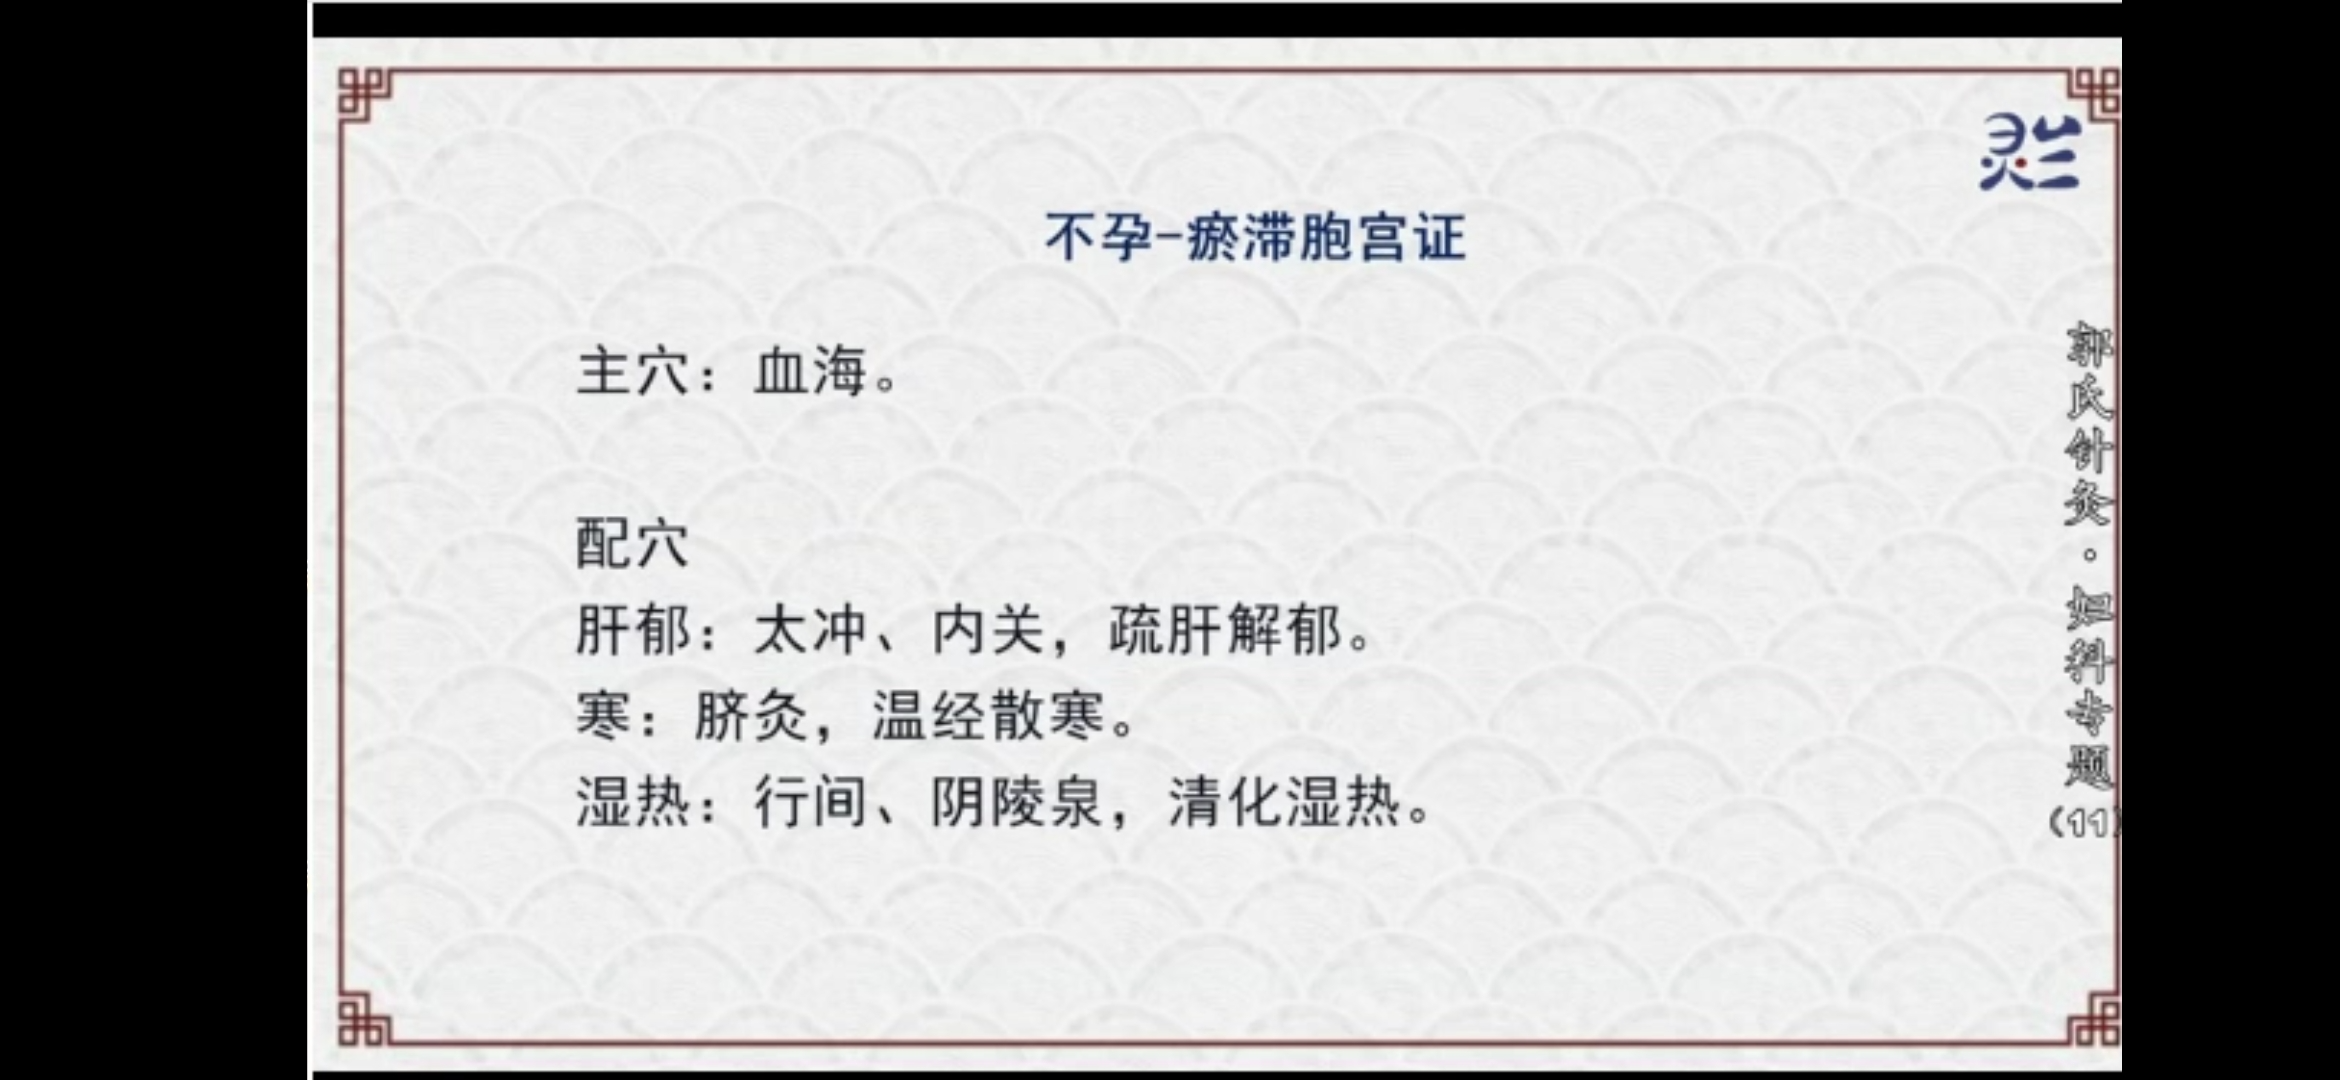 灵兰
不孕-瘀滞胞宫证
主穴：血海。
配穴
肝郁：太冲、内关，疏肝解郁。
寒：脐灸，温经散寒。
湿热：行间、阴陵泉，清化湿热。
郭氏针灸·妇科专题(11)